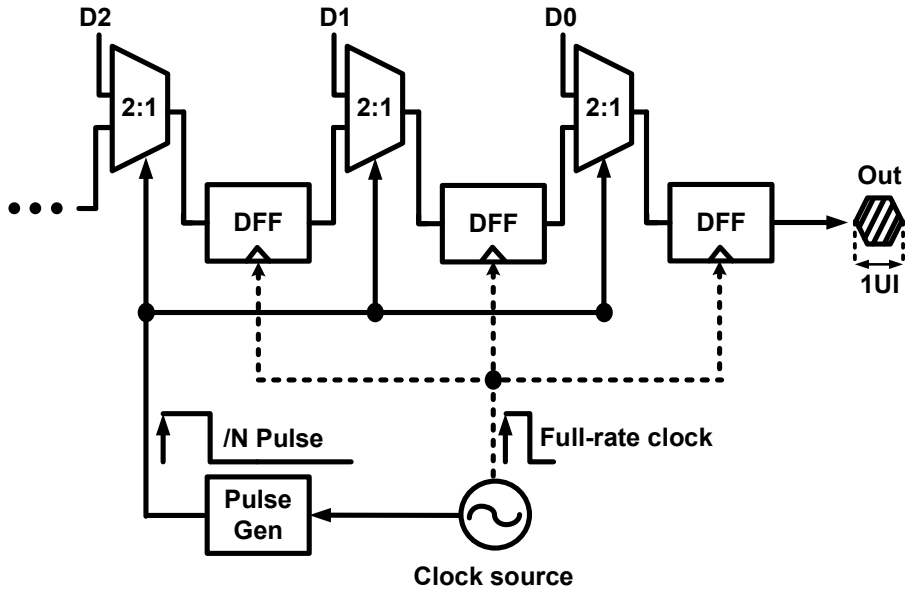 D2
D1
D0
2:1
2:1
2:1
DFF
DFF
DFF
Out
1UI
/N Pulse
Full-rate clock
Pulse
Gen
Clock source